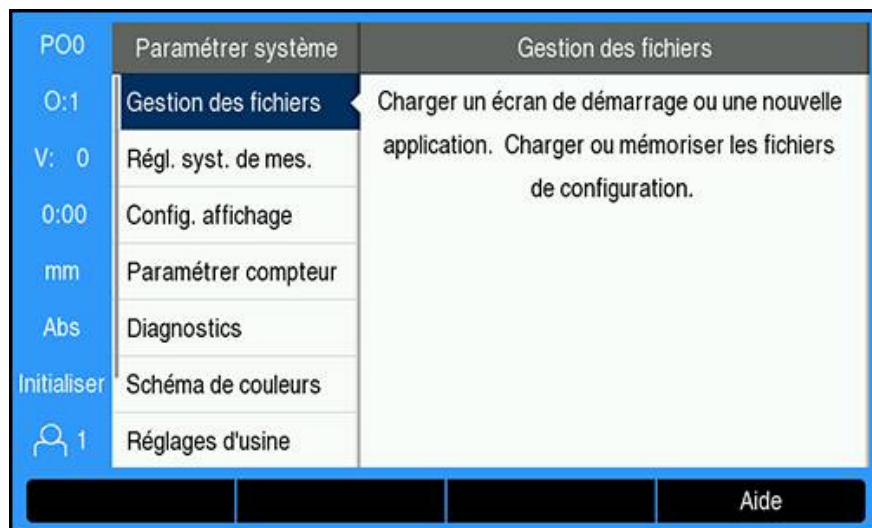 PO0
O:1
V: 0
0:00
mm
Abs
Initialiser
1
Paramétrer système
Gestion des fichiers
Régl. syst. de mes.
Config. affichage
Paramétrer compteur
Diagnostics
Schéma de couleurs
Réglages d'usine
Gestion des fichiers
Charger un écran de démarrage ou une nouvelle
application. Charger ou mémoriser les fichiers
de configuration.
Aide